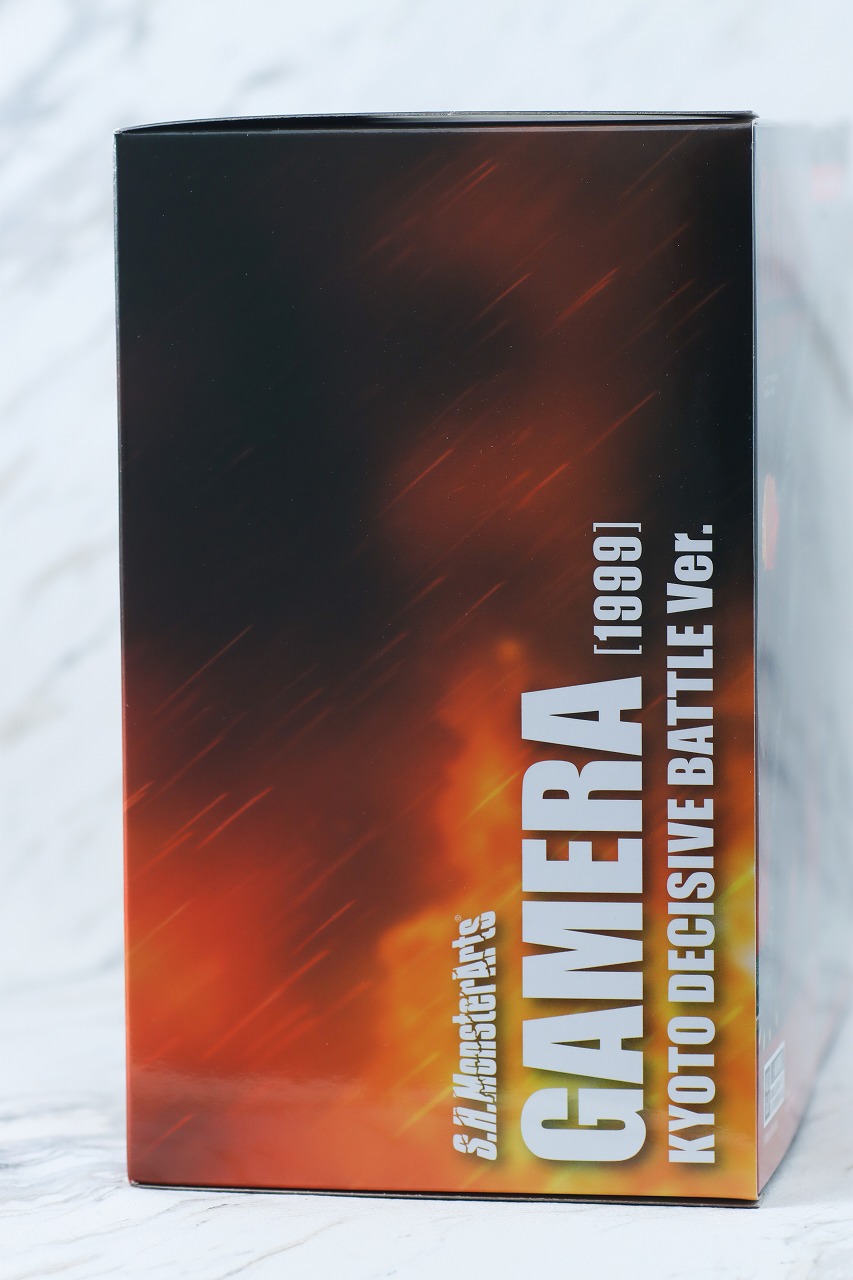 S.H.MonsterArts®
GAMERA [1999]
KYOTO DECISIVE BATTLE Ver.